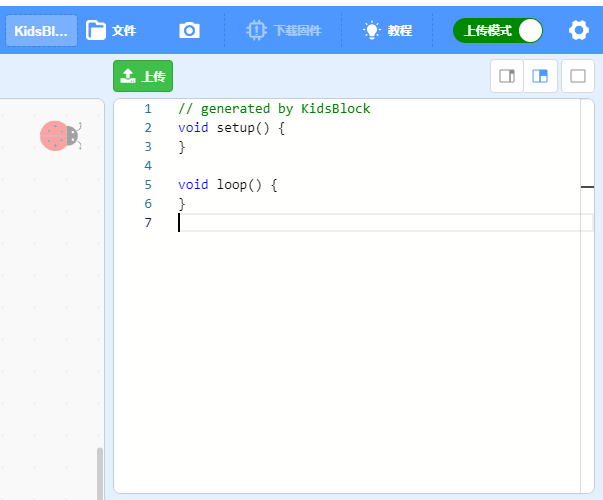 KidsBl...
文件
下载固件
教程
上传模式
上传
1 // generated by KidsBlock
2 void setup() {
3 }
4
5 void loop() {
6 }
7